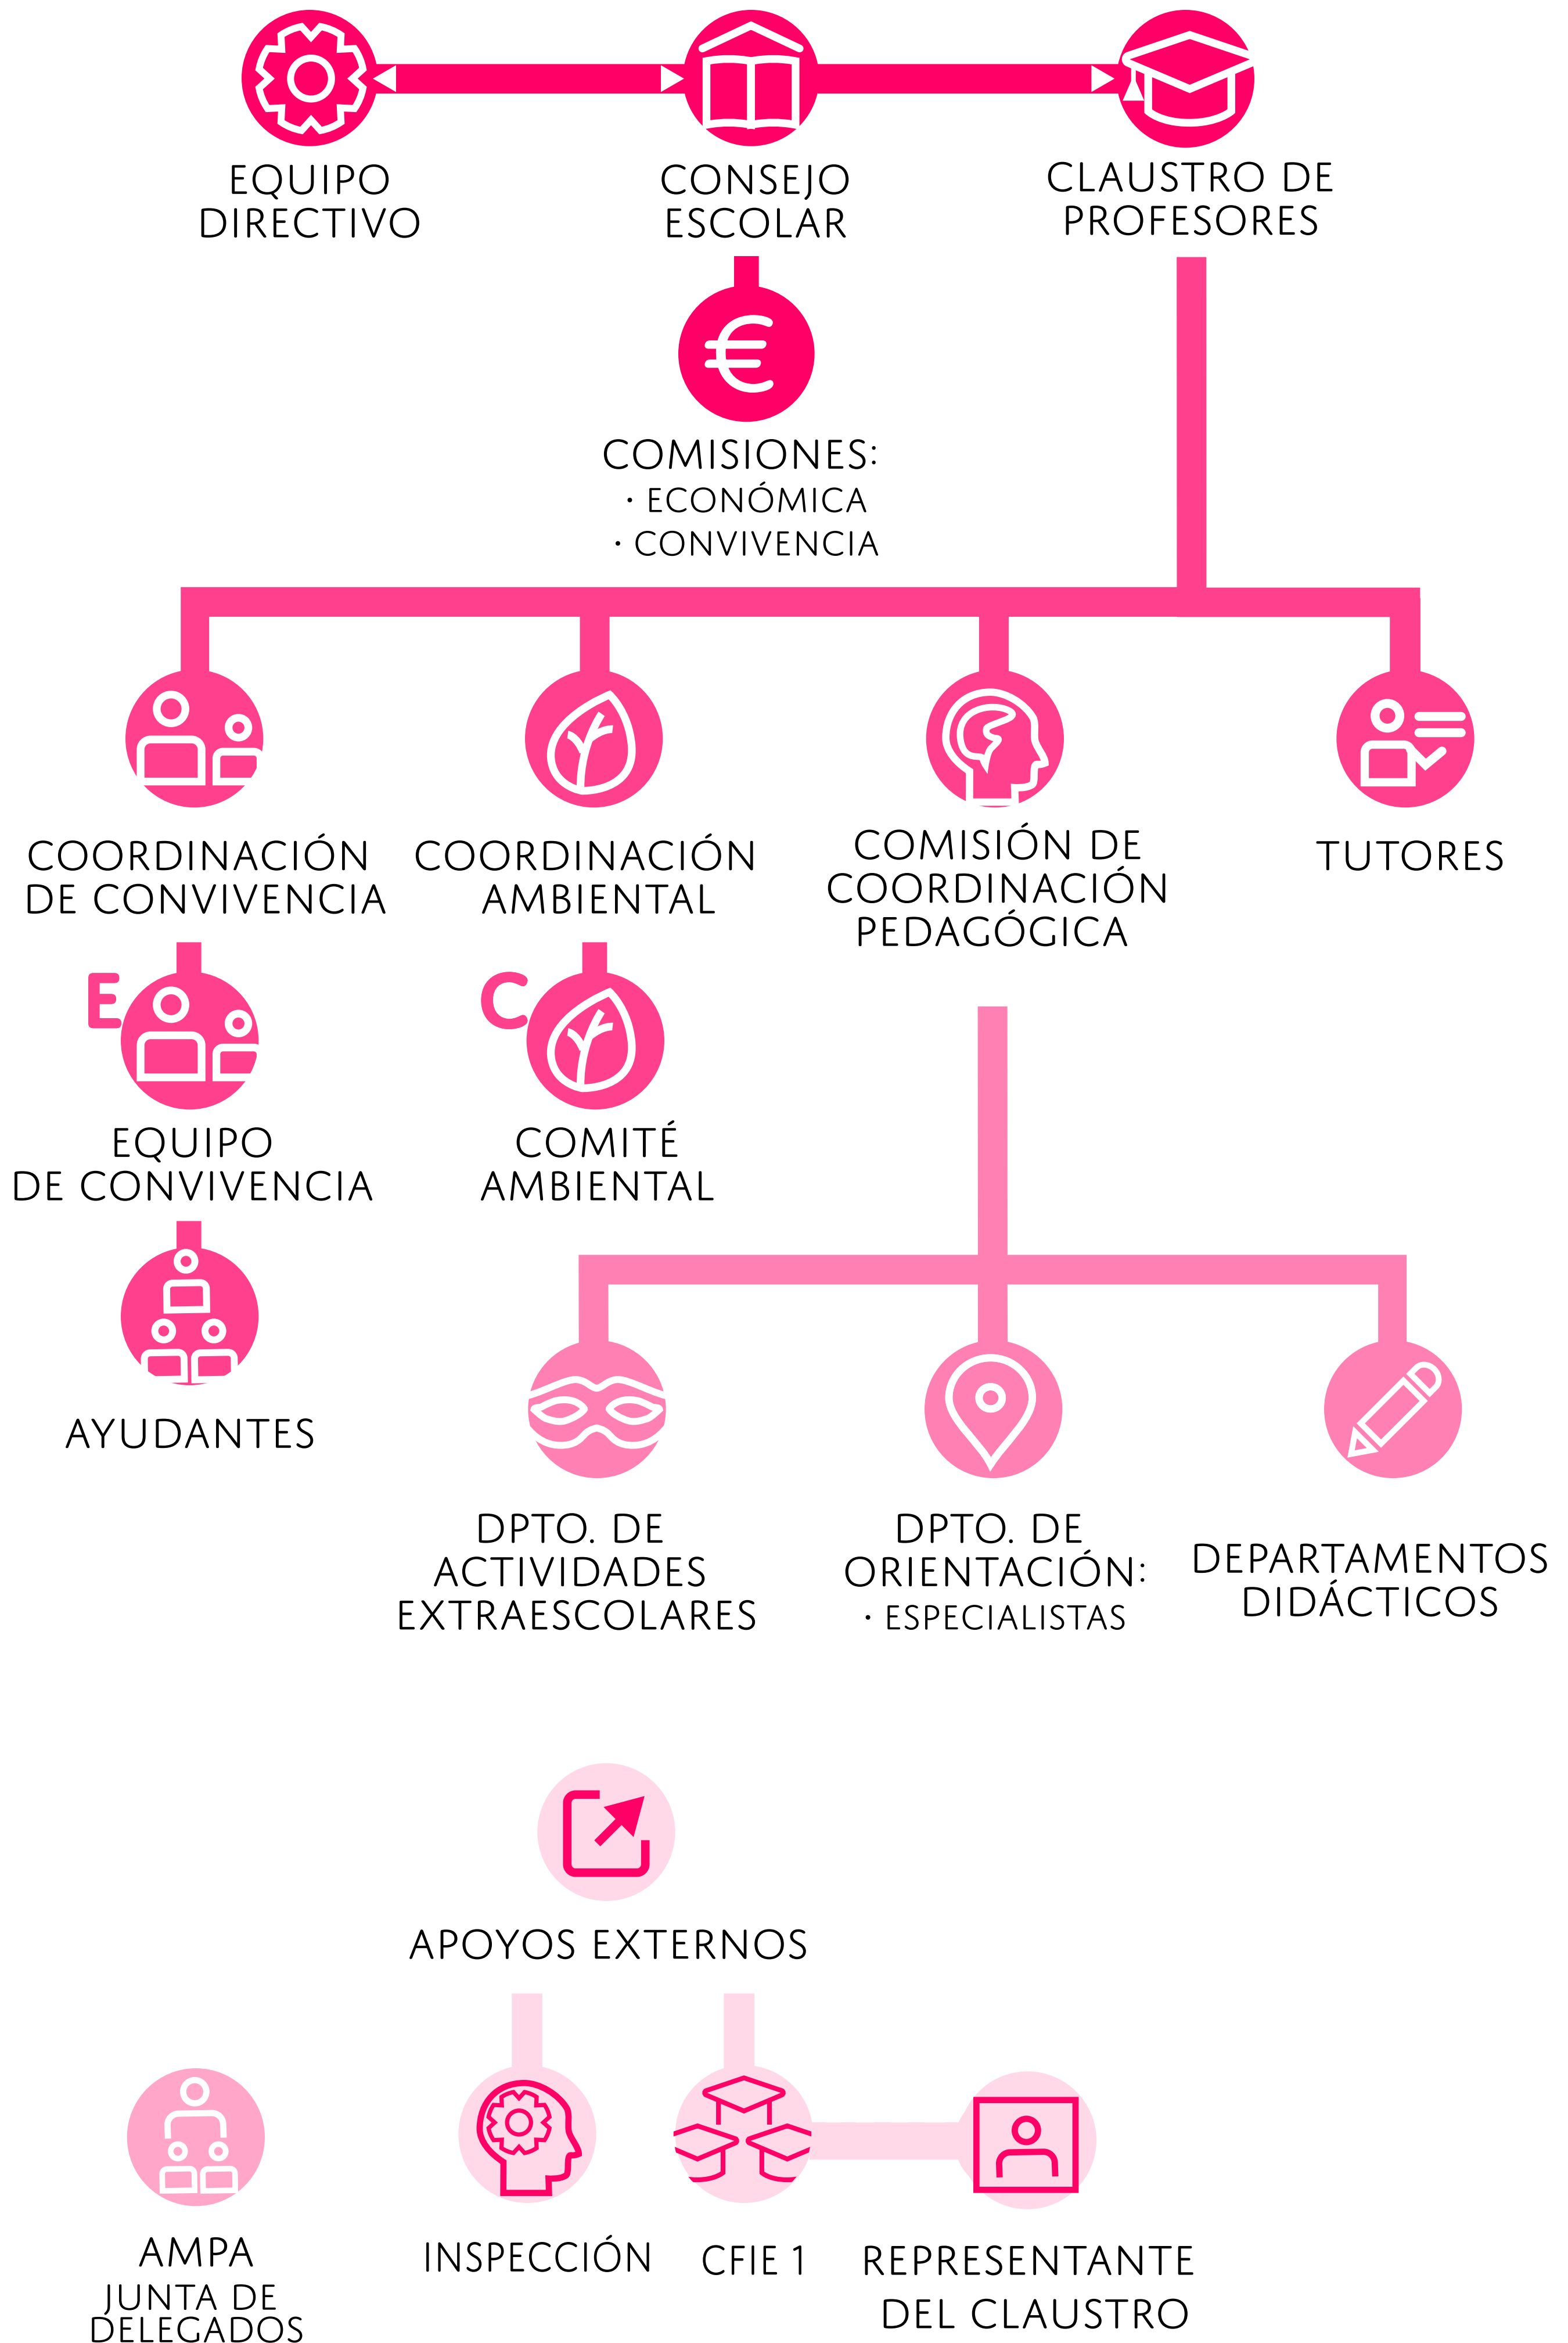 EQUIPO
DIRECTIVO
CONSEJO
ESCOLAR
CLAUSTRO DE
PROFESORES
€
COMISIONES:
· ECONÓMICA
· CONVIVENCIA
COORDINACIÓN
DE CONVIVENCIA
COORDINACIÓN
AMBIENTAL
COMISIÓN DE
COORDINACIÓN
PEDAGÓGICA
TUTORES
E
EQUIPO
DE CONVIVENCIA
C
COMITÉ
AMBIENTAL
AYUDANTES
DPTO. DE
ACTIVIDADES
EXTRAESCOLARES
DPTO. DE
ORIENTACIÓN:
· ESPECIALISTAS
DEPARTAMENTOS
DIDÁCTICOS
APOYOS EXTERNOS
AMPA
JUNTA DE
DELEGADOS
INSPECCIÓN
CFIE 1
REPRESENTANTE
DEL CLAUSTRO